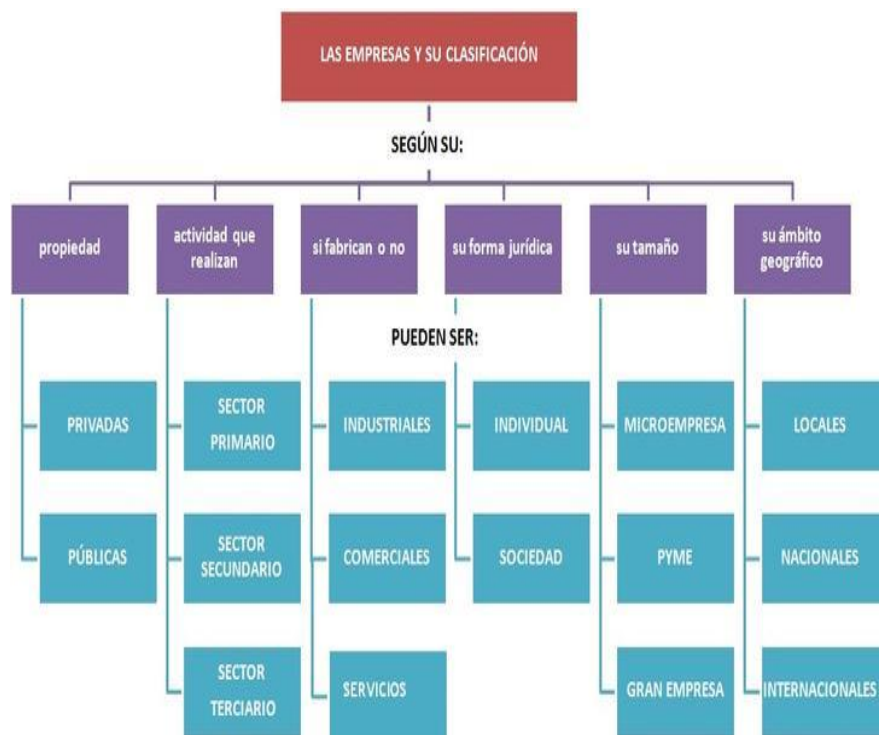 LAS EMPRESAS Y SU CLASIFICACIÓN
SEGÚN SU:
propiedad
actividad que
realizan
si fabrican o no
su forma jurídica
su tamaño
su ámbito
geográfico
PUEDEN SER:
PRIVADAS
SECTOR
PRIMARIO
INDUSTRIALES
INDIVIDUAL
MICROEMPRESA
LOCALES
PÚBLICAS
SECTOR
SECUNDARIO
COMERCIALES
SOCIEDAD
PYME
NACIONALES
SECTOR
TERCIARIO
SERVICIOS
GRAN EMPRESA
INTERNACIONALES